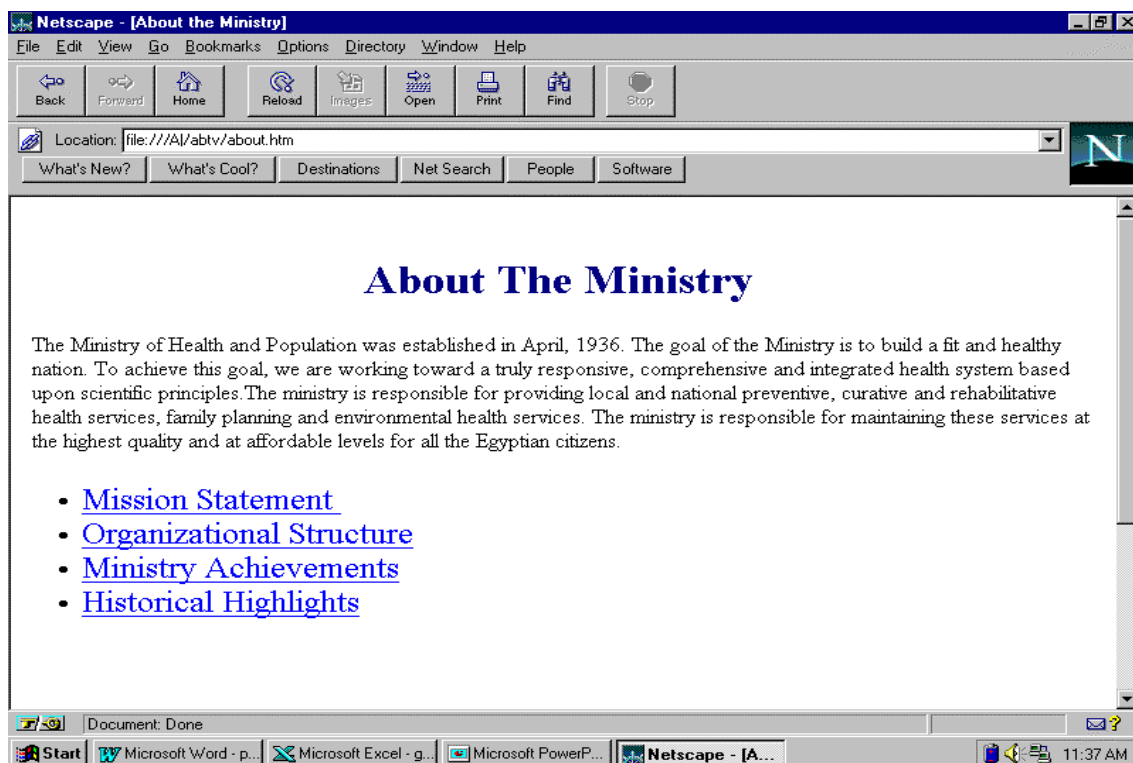 Netscape - [About the Ministry]
File Edit View Go Bookmarks Options Directory Window Help
Back Forward Home Reload Images Open Print Find Stop
Location: file:///A|/abtv/about.htm
N
What's New? What's Cool? Destinations Net Search People Software
About The Ministry
The Ministry of Health and Population was established in April, 1936. The goal of the Ministry is to build a fit and healthy
nation. To achieve this goal, we are working toward a truly responsive, comprehensive and integrated health system based
upon scientific principles.The ministry is responsible for providing local and national preventive, curative and rehabilitative
health services, family planning and environmental health services. The ministry is responsible for maintaining these services at
the highest quality and at affordable levels for all the Egyptian citizens.
• Mission Statement
• Organizational Structure
• Ministry Achievements
• Historical Highlights
Document: Done
Start Microsoft Word - p... Microsoft Excel - g... Microsoft PowerP... Netscape - [A... 11:37 AM